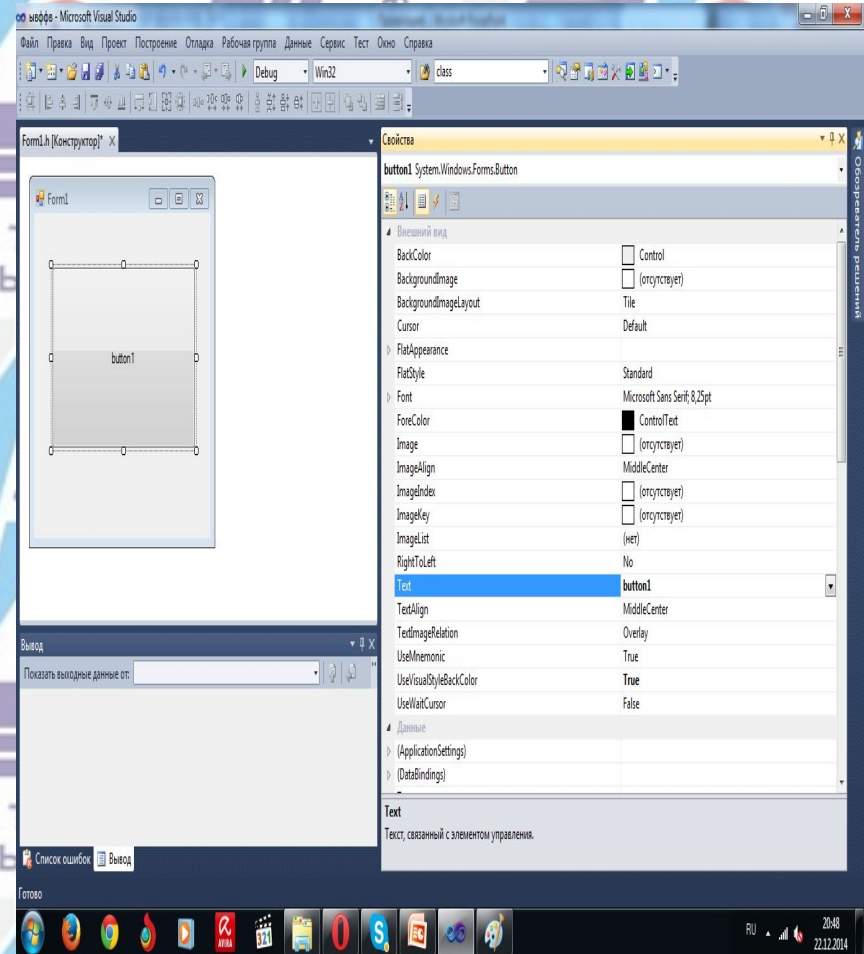 ывффв - Microsoft Visual Studio
Файл Правка Вид Проект Построение Отладка Рабочая группа Данные Сервис Тест Окно Справка
Debug Win32 class
Form1.h [Конструктор]*
Form1
button1
Вывод
Показать выходные данные от:
Список ошибок Вывод
Готово
Свойства
button1 System.Windows.Forms.Button
Внешний вид
BackColor Control
BackgroundImage (отсутствует)
BackgroundImageLayout Tile
Cursor Default
FlatAppearance
FlatStyle Standard
Font Microsoft Sans Serif; 8,25pt
ForeColor ControlText
Image (отсутствует)
ImageAlign MiddleCenter
ImageIndex (отсутствует)
ImageKey (отсутствует)
ImageList (нет)
RightToLeft No
Text button1
TextAlign MiddleCenter
TextImageRelation Overlay
UseMnemonic True
UseVisualStyleBackColor True
UseWaitCursor False
Данные
(ApplicationSettings)
(DataBindings)
Text
Текст, связанный с элементом управления.
Обозреватель решений
AVIRA
321
RU
20:48
22.12.2014